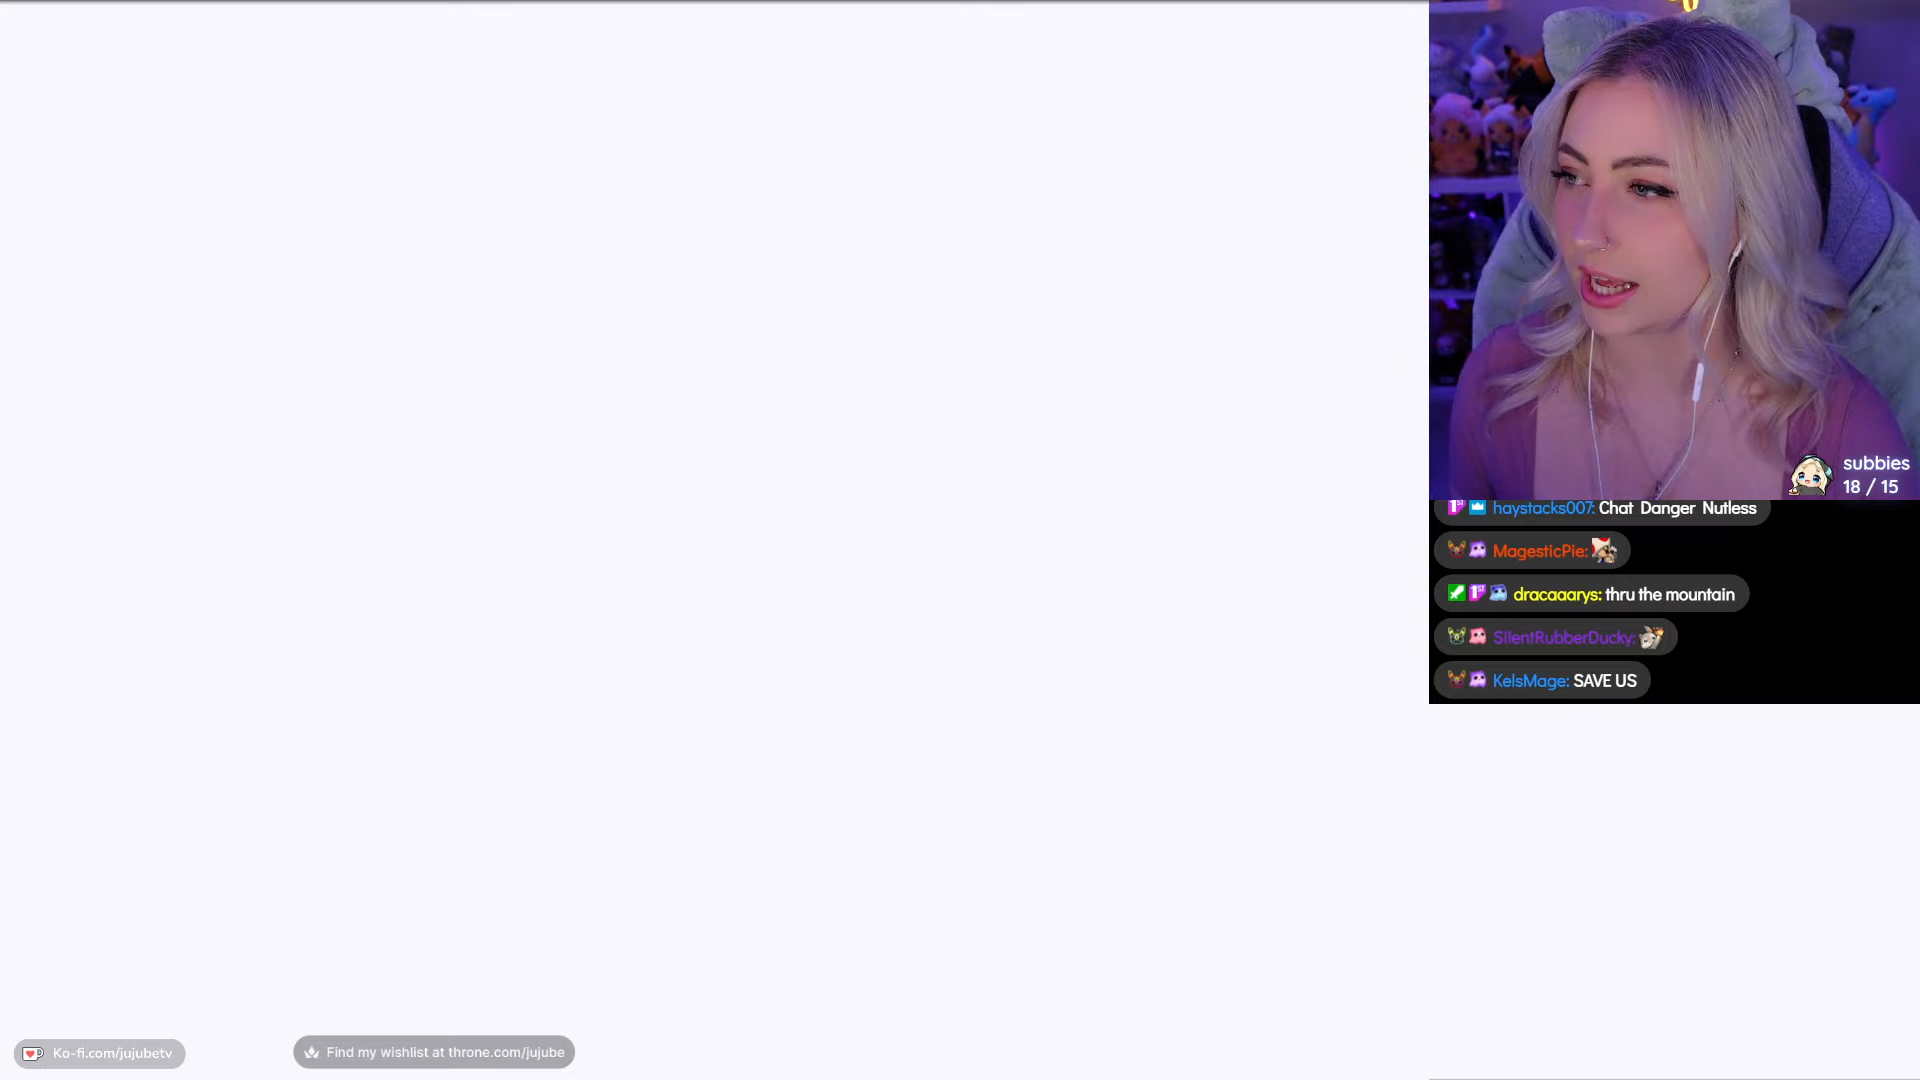 subbies
18 / 15
haystacks007: Chat Danger Nutless
MagesticPie:
dracaaarys: thru the mountain
SilentRubberDucky:
KelsMage: SAVE US
Ko-fi.com/jujubetv
Find my wishlist at throne.com/jujube